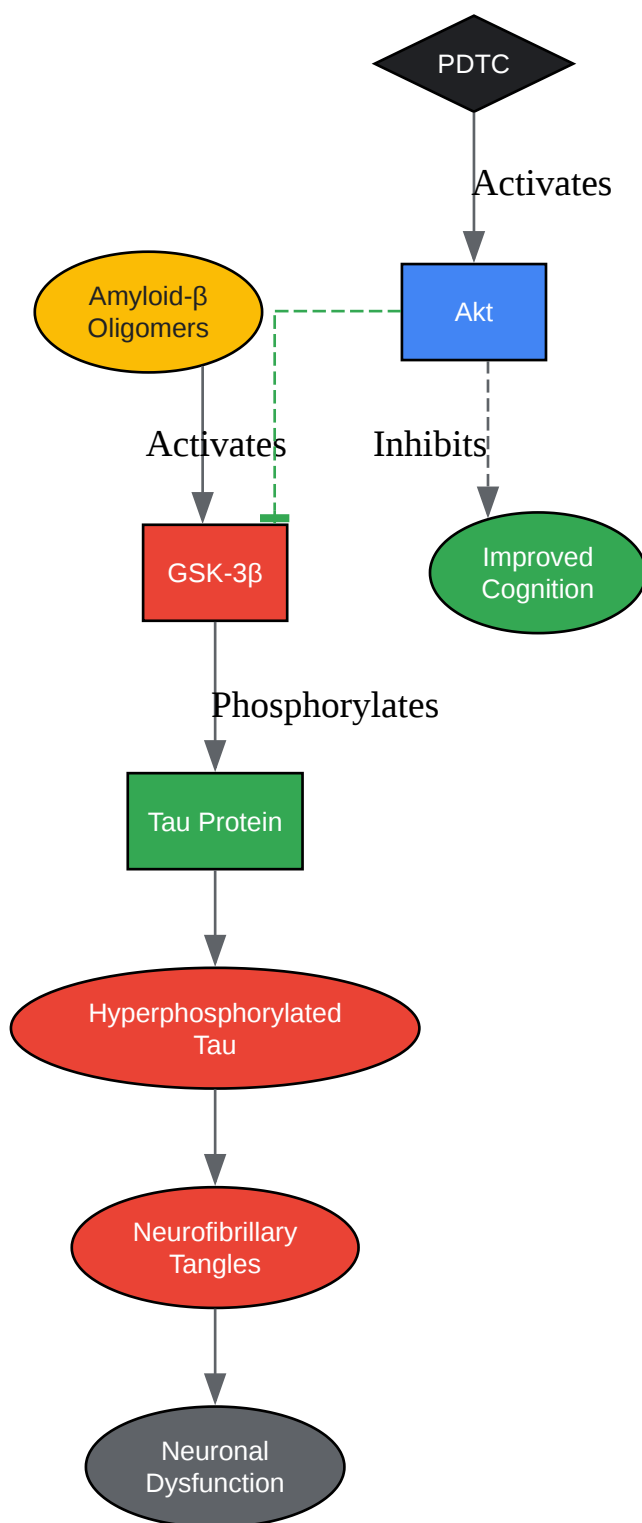 PDTC
Activates
Amyloid-β
Oligomers
Akt
Activates
Inhibits
GSK-3β
Improved
Cognition
Phosphorylates
Tau Protein
Hyperphosphorylated
Tau
Neurofibrillary
Tangles
Neuronal
Dysfunction